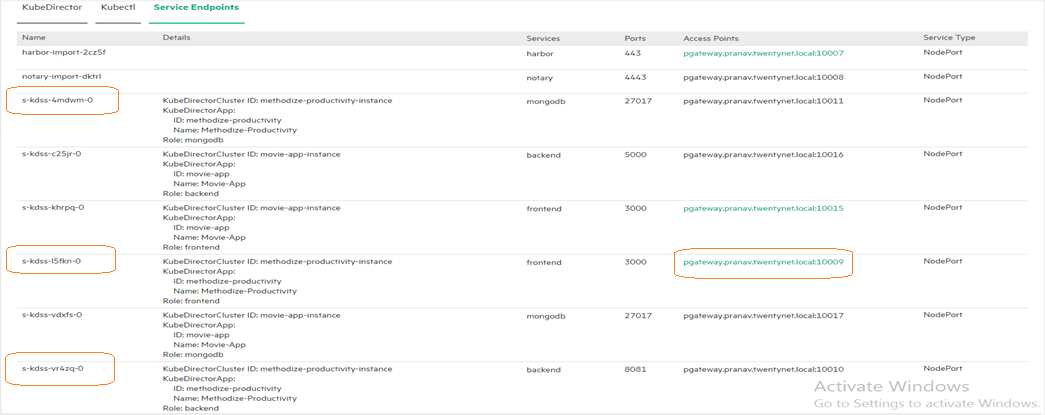 KubeDirector Kubectl Service Endpoints
Name Details Services Ports Access Points Service Type
harbor-import-2cz5f harbor 443 pgateway.pranav.twentynet.local:10007 NodePort
notary-import-dktrl notary 4443 pgateway.pranav.twentynet.local:10008 NodePort
s-kdss-4mdwm-0 KubeDirectorCluster ID: methodize-productivity-instance mongodb 27017 pgateway.pranav.twentynet.local:10011 NodePort
KubeDirectorApp:
ID: methodize-productivity
Name: Methodize-Productivity
Role: mongodb
s-kdss-c25jr-0 KubeDirectorCluster ID: movie-app-instance backend 5000 pgateway.pranav.twentynet.local:10016 NodePort
KubeDirectorApp:
ID: movie-app
Name: Movie-App
Role: backend
s-kdss-khrpq-0 KubeDirectorCluster ID: movie-app-instance frontend 3000 pgateway.pranav.twentynet.local:10015 NodePort
KubeDirectorApp:
ID: movie-app
Name: Movie-App
Role: frontend
s-kdss-l5fkn-0 KubeDirectorCluster ID: methodize-productivity-instance frontend 3000 pgateway.pranav.twentynet.local:10009 NodePort
KubeDirectorApp:
ID: methodize-productivity
Name: Methodize-Productivity
Role: frontend
s-kdss-vdxfs-0 KubeDirectorCluster ID: movie-app-instance mongodb 27017 pgateway.pranav.twentynet.local:10017 NodePort
KubeDirectorApp:
ID: movie-app
Name: Movie-App
Role: mongodb
s-kdss-vr4zq-0 KubeDirectorCluster ID: methodize-productivity-instance backend 8081 pgateway.pranav.twentynet.local:10010 NodePort
KubeDirectorApp:
ID: methodize-productivity
Name: Methodize-Productivity
Role: backend
Activate Windows
Go to Settings to activate Windows.